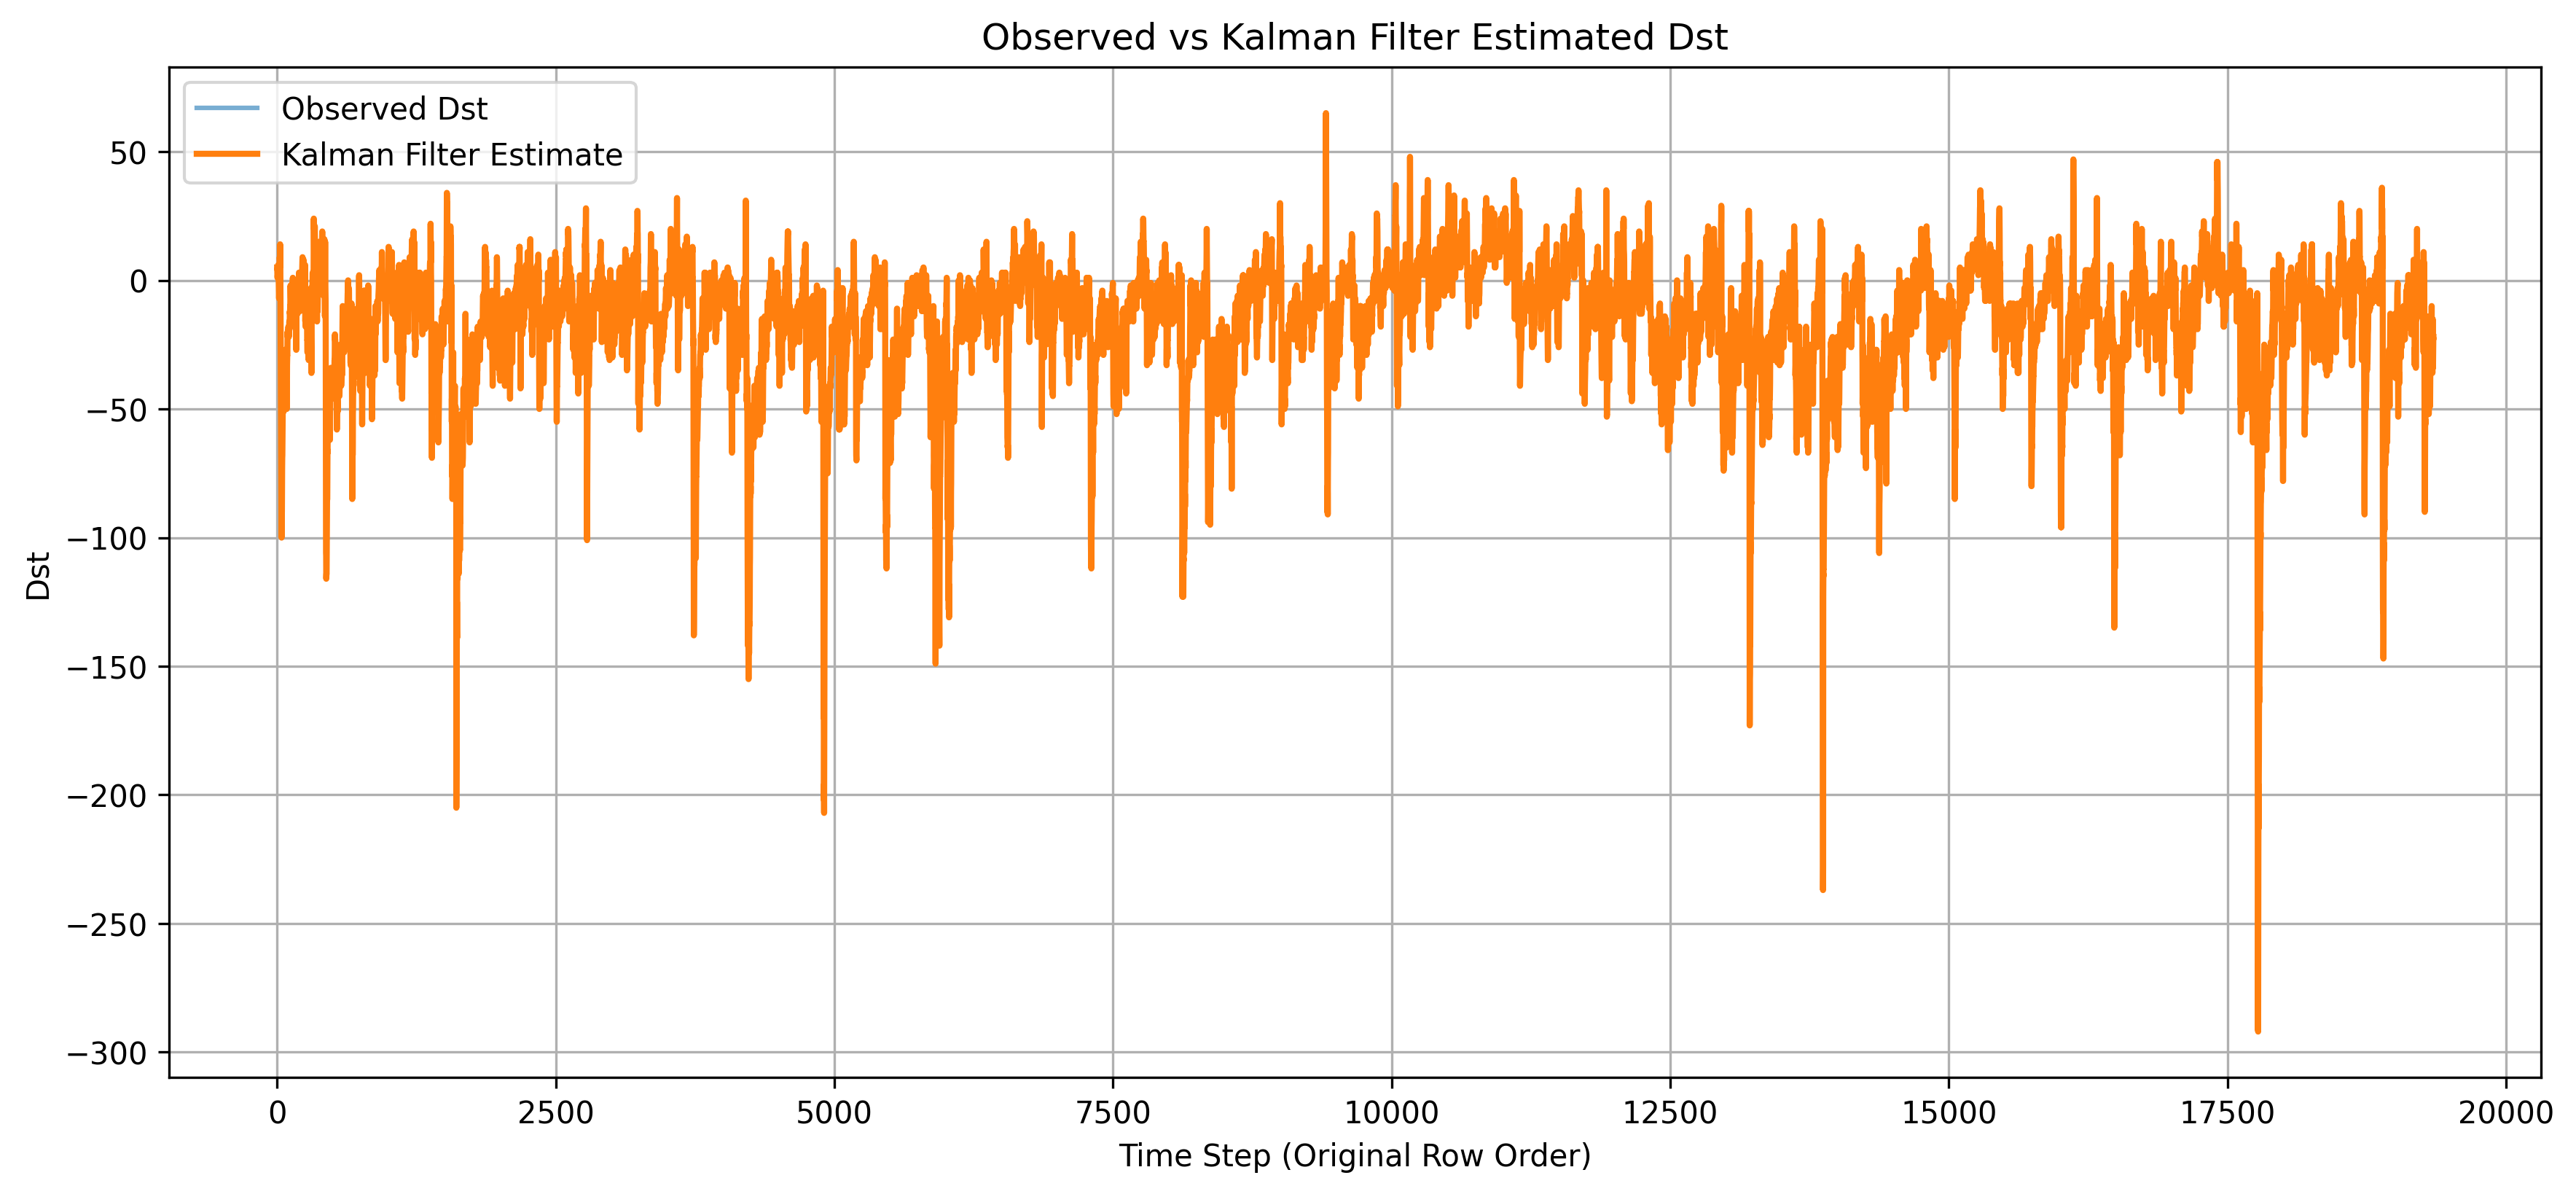 Observed vs Kalman Filter Estimated Dst
Observed Dst
Kalman Filter Estimate
50
0
−50
−100
−150
−200
−250
−300
Dst
0 2500 5000 7500 10000 12500 15000 17500 20000
Time Step (Original Row Order)